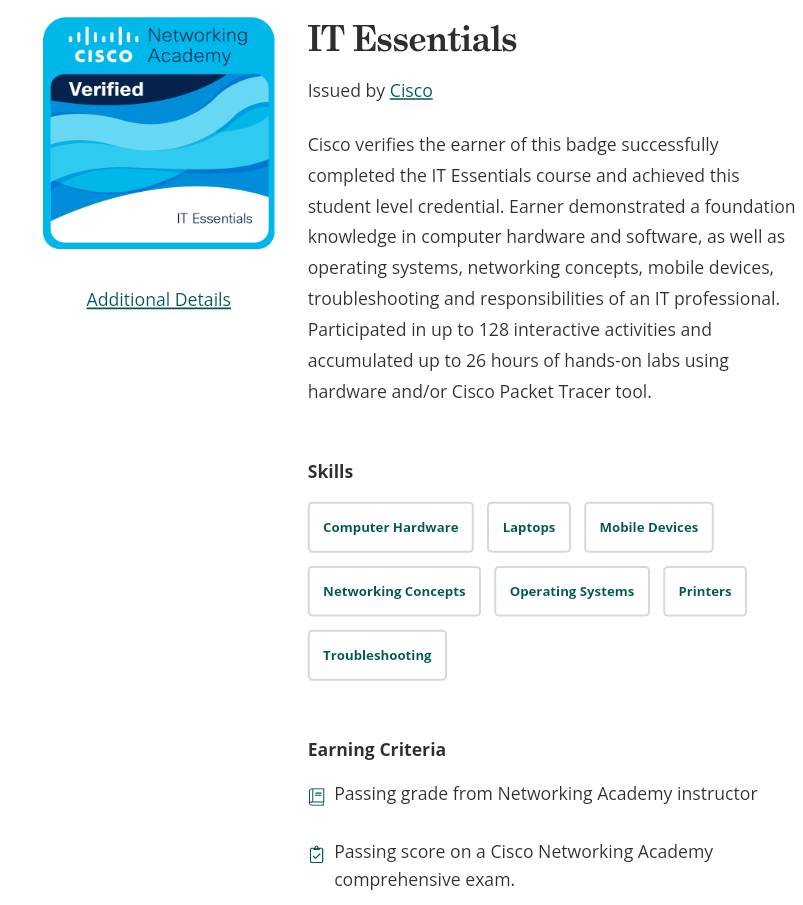 CISCO
Networking
Academy
Verified
IT Essentials
Additional Details
IT Essentials
Issued by Cisco
Cisco verifies the earner of this badge successfully
completed the IT Essentials course and achieved this
student level credential. Earner demonstrated a foundation
knowledge in computer hardware and software, as well as
operating systems, networking concepts, mobile devices,
troubleshooting and responsibilities of an IT professional.
Participated in up to 128 interactive activities and
accumulated up to 26 hours of hands-on labs using
hardware and/or Cisco Packet Tracer tool.
Skills
Computer Hardware Laptops Mobile Devices
Networking Concepts Operating Systems Printers
Troubleshooting
Earning Criteria
Passing grade from Networking Academy instructor
Passing score on a Cisco Networking Academy
comprehensive exam.